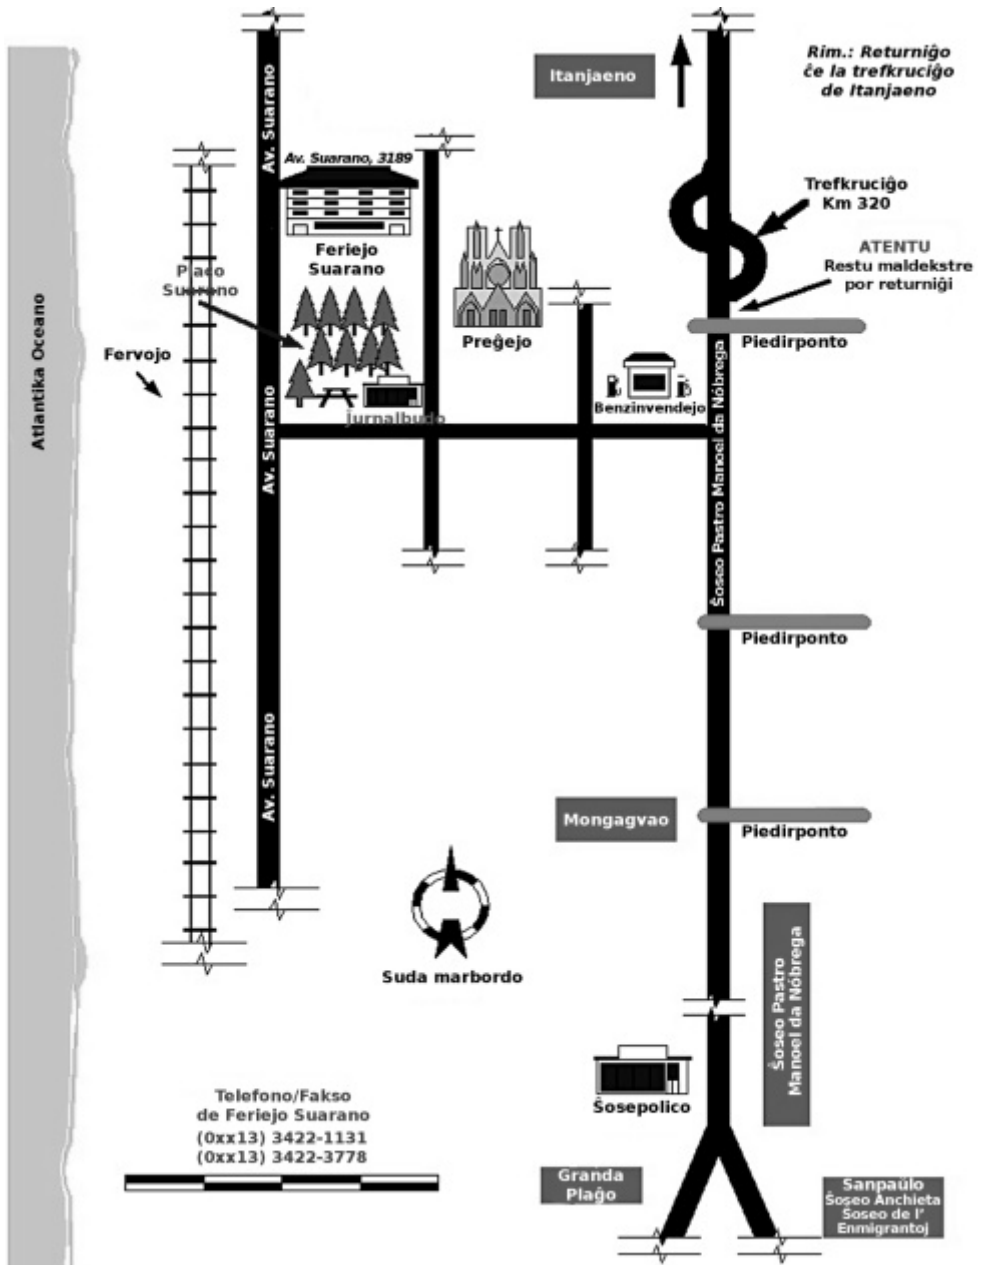 Itanjaeno
Rim.: Returniĝo
ĉe la trefkruciĝo
de Itanjaeno
Av. Suarano
Av. Suarano, 3189
Trefkruciĝo
Km 320
Feriejo
Suarano
ATENTU
Restu maldekstre
por returniĝi
Placo
Suarano
Preĝejo
Piedirponto
Fervojo
Atlantika Oceano
Benzinvendejo
ĵurnalbudo
Av. Suarano
Ŝoseo Pastro Manoel da Nóbrega
Piedirponto
Av. Suarano
Mongagvao
Piedirponto
Suda marbordo
Ŝoseo Pastro
Manoel da Nóbrega
Ŝosepolico
Telefono/Fakso
de Feriejo Suarano
(0xx13) 3422-1131
(0xx13) 3422-3778
Granda
Plaĝo
Sanpaŭlo
Ŝoseo Anchieta
Ŝoseo de l'
Enmigrantoj